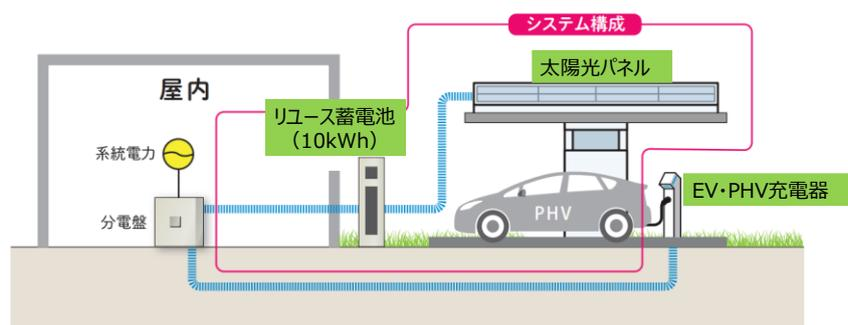 システム構成
太陽光パネル
屋内
リユース蓄電池
（10kWh）
系統電力
EV・PHV充電器
PHV
分電盤